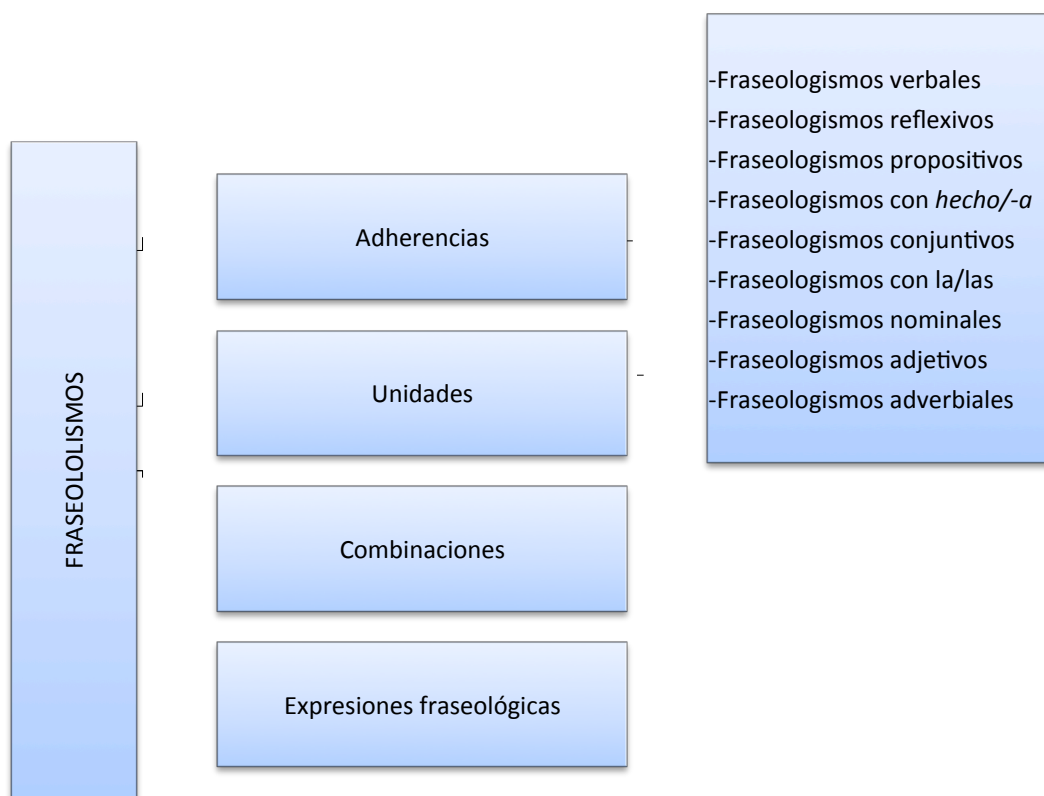 FRASEOLOLISMOS
Adherencias
Unidades
Combinaciones
Expresiones fraseológicas
-Fraseologismos verbales
-Fraseologismos reflexivos
-Fraseologismos propositivos
-Fraseologismos con hecho/-a
-Fraseologismos conjuntivos
-Fraseologismos con la/las
-Fraseologismos nominales
-Fraseologismos adjetivos
-Fraseologismos adverbiales